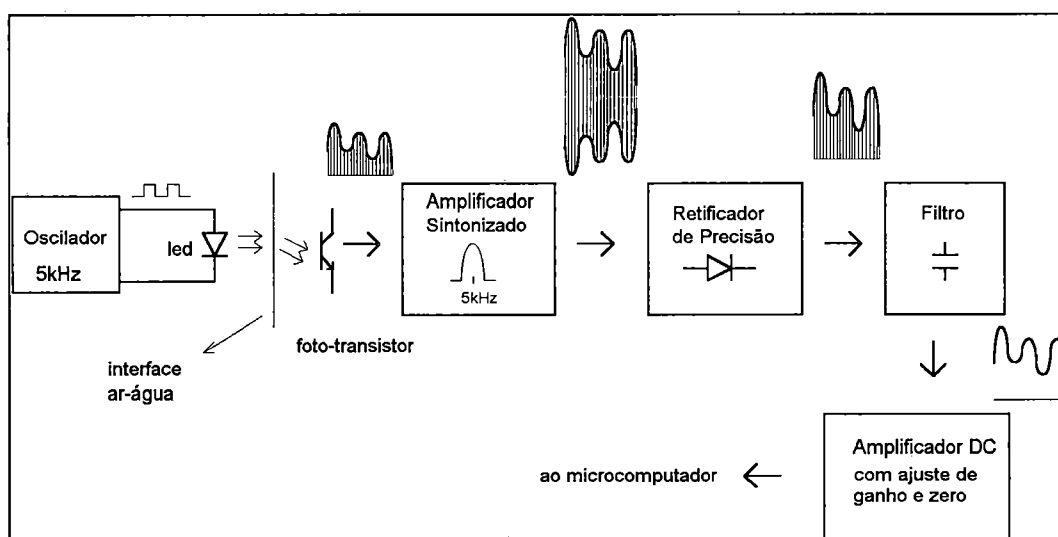 Oscilador
5kHz
led
interface
ar-água
foto-transistor
Amplificador
Sintonizado
5kHz
Retificador
de Precisão
Filtro
Amplificador DC
com ajuste de
ganho e zero
ao microcomputador